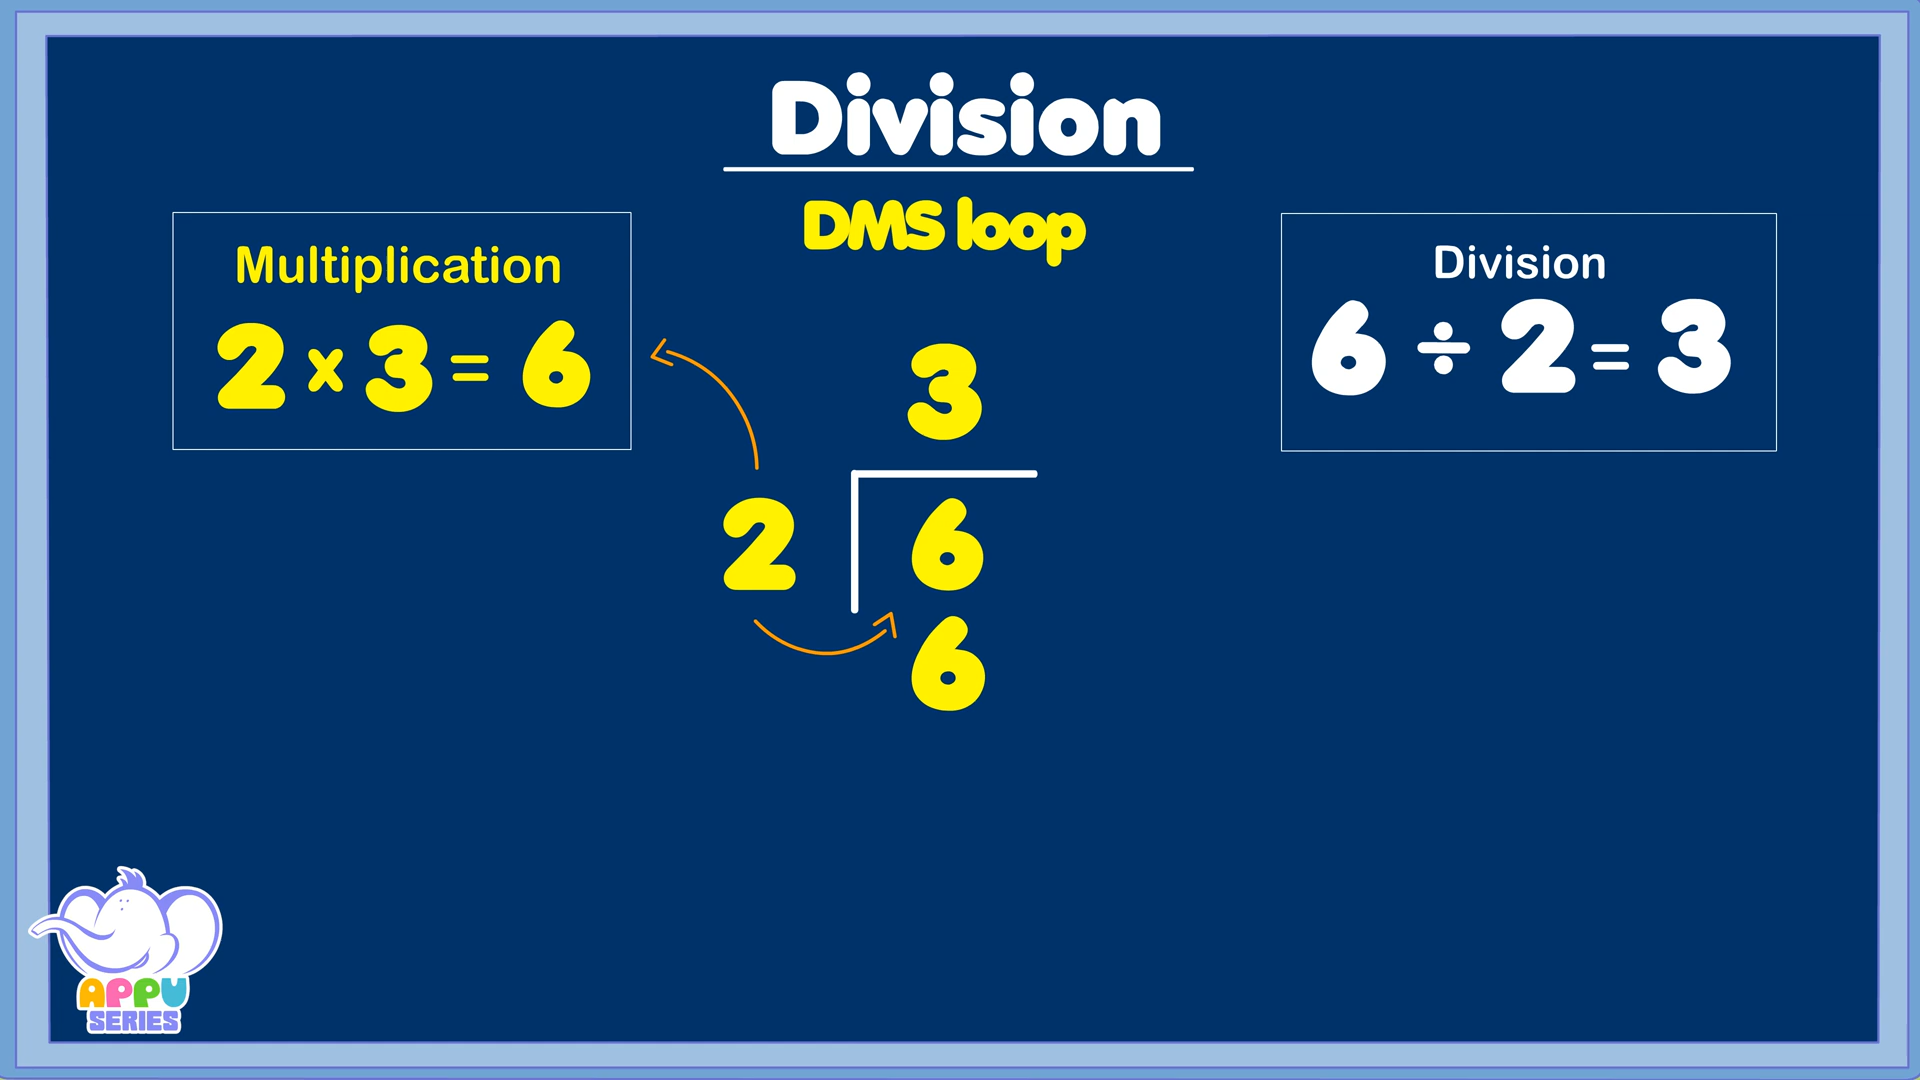 Division
DMS loop
Multiplication
2 x 3 = 6
Division
6 ÷ 2 = 3
3
2 6
6
APPU
SERIES